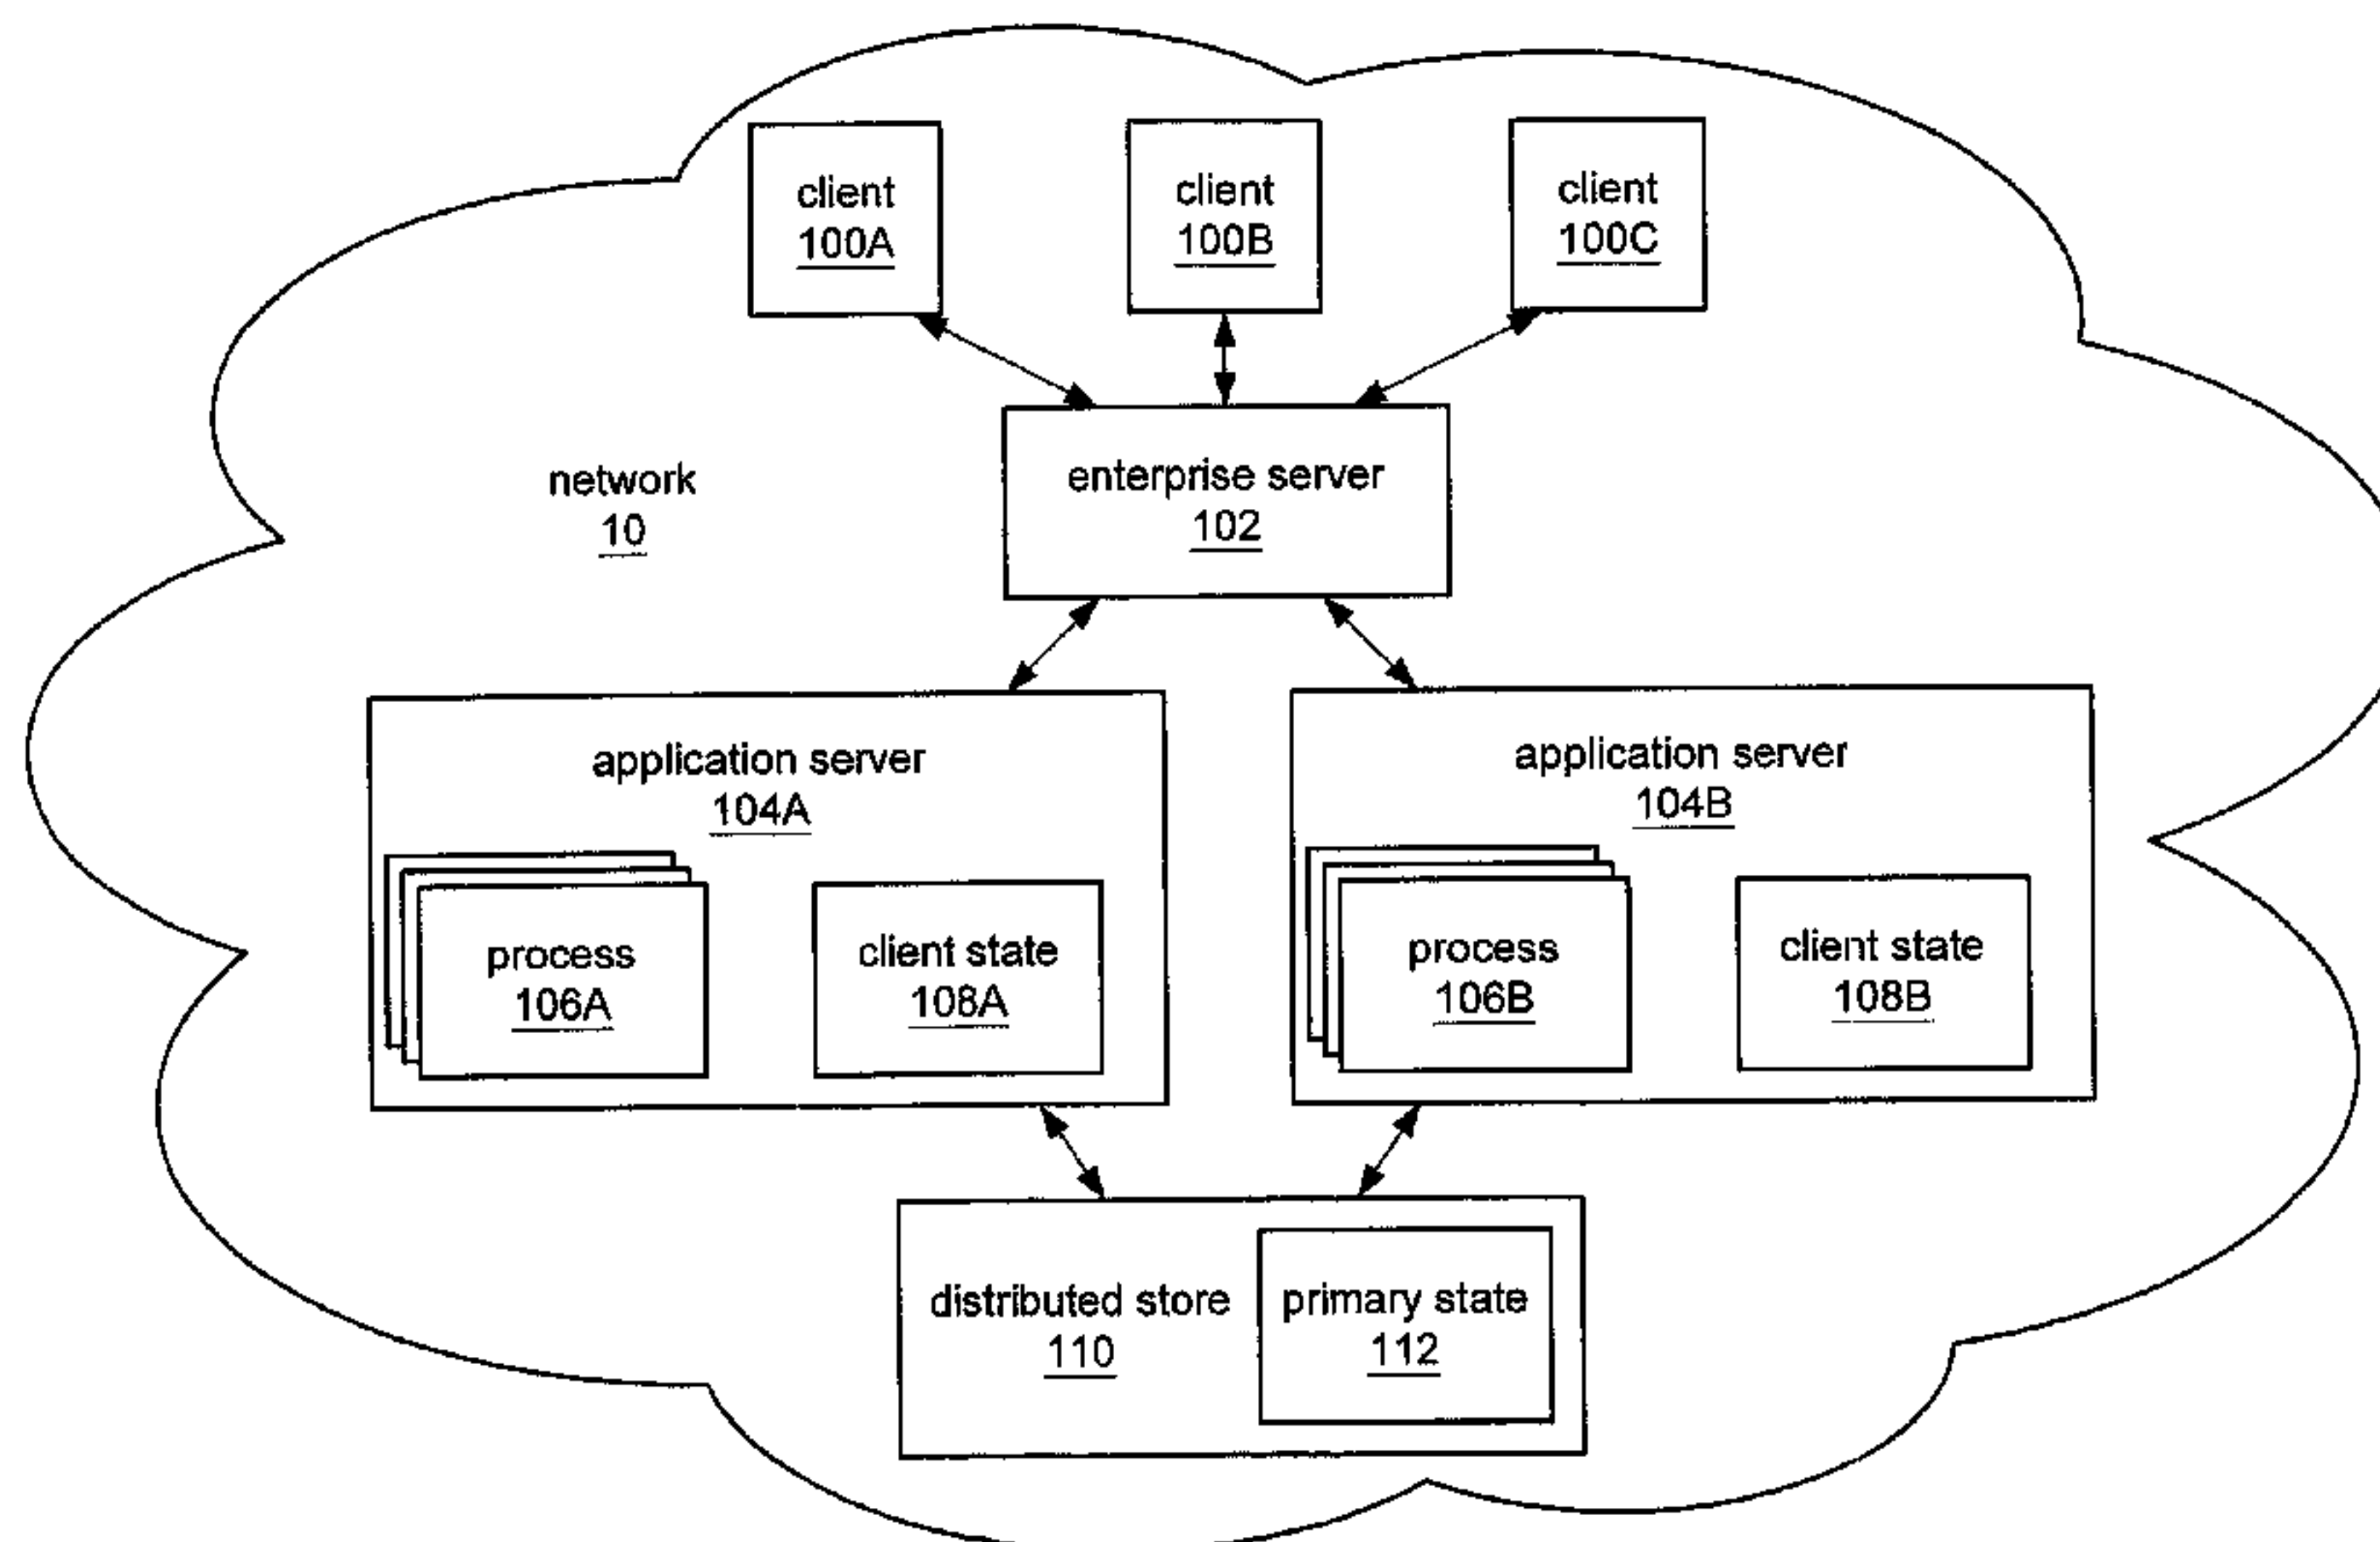 client
100A
client
100B
client
100C
network
10
enterprise server
102
application server
104A
process
106A
client state
108A
application server
104B
process
106B
client state
108B
distributed store
110
primary state
112